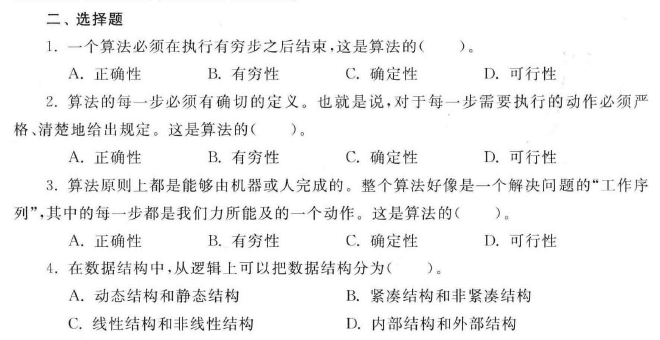 二、选择题
1. 一个算法必须在执行有穷步之后结束,这是算法的(　　)。
A. 正确性　B. 有穷性　C. 确定性　D. 可行性
2. 算法的每一步必须有确切的定义。也就是说,对于每一步需要执行的动作必须严
格、清楚地给出规定。这是算法的(　　)。
A. 正确性　B. 有穷性　C. 确定性　D. 可行性
3. 算法原则上都是能够由机器或人完成的。整个算法好像是一个解决问题的“工作序
列”,其中的每一步都是我们力所能及的一个动作。这是算法的(　　)。
A. 正确性　B. 有穷性　C. 确定性　D. 可行性
4. 在数据结构中,从逻辑上可以把数据结构分为(　　)。
A. 动态结构和静态结构　B. 紧凑结构和非紧凑结构
C. 线性结构和非线性结构　D. 内部结构和外部结构